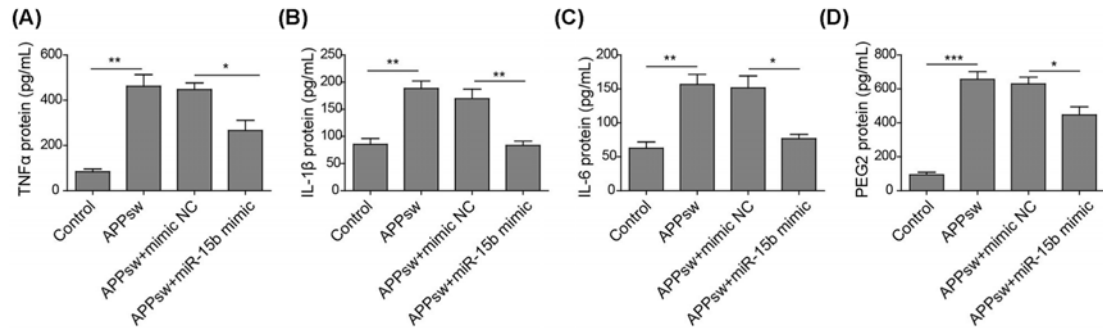 (A)
TNFα protein (pg/mL)
600
400
200
0
**
*
Control
APPsw
APPsw+mimic NC
APPsw+miR-15b mimic
(B)
IL-1β protein (pg/mL)
250
200
150
100
50
0
**
**
Control
APPsw
APPsw+mimic NC
APPsw+miR-15b mimic
(C)
IL-6 protein (pg/mL)
200
150
100
50
0
**
*
Control
APPsw
APPsw+mimic NC
APPsw+miR-15b mimic
(D)
PEG2 protein (pg/mL)
800
600
400
200
0
***
*
Control
APPsw
APPsw+mimic NC
APPsw+miR-15b mimic